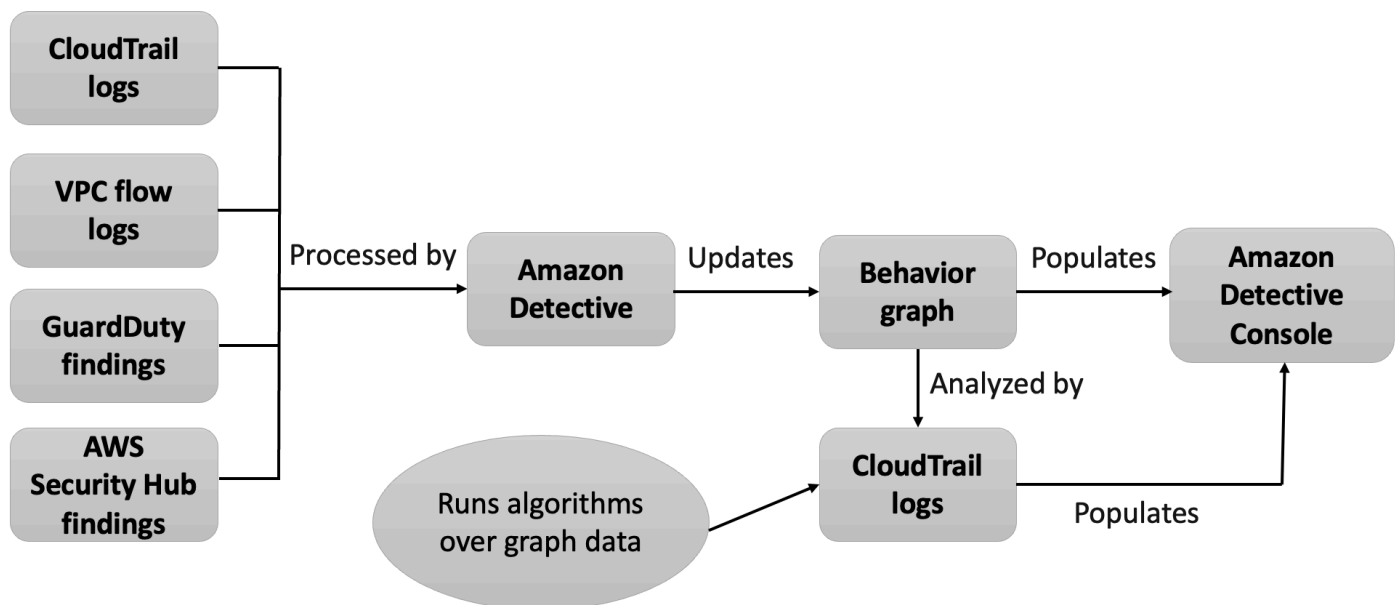 CloudTrail
logs
VPC flow
logs
GuardDuty
findings
AWS
Security Hub
findings
Processed by
Amazon
Detective
Updates
Behavior
graph
Populates
Amazon
Detective
Console
Analyzed by
Runs algorithms
over graph data
CloudTrail
logs
Populates